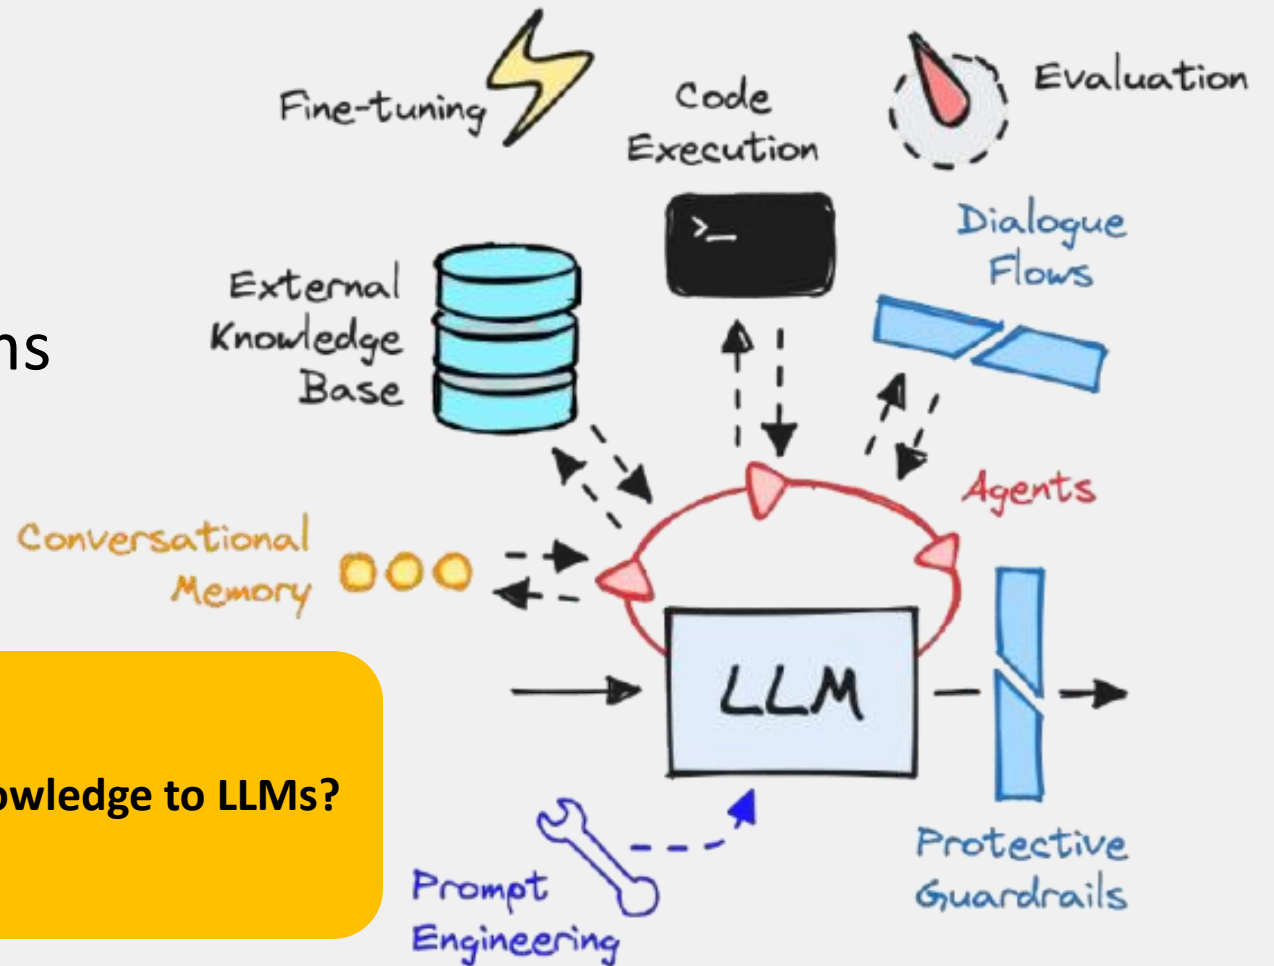 Fine-tuning
Code
Execution
Evaluation
>_
Dialogue
Flows
External
Knowledge
Base
ns
Agents
Conversational
Memory
LLM
owledge to LLMs?
Prompt
Engineering
Protective
Guardrails